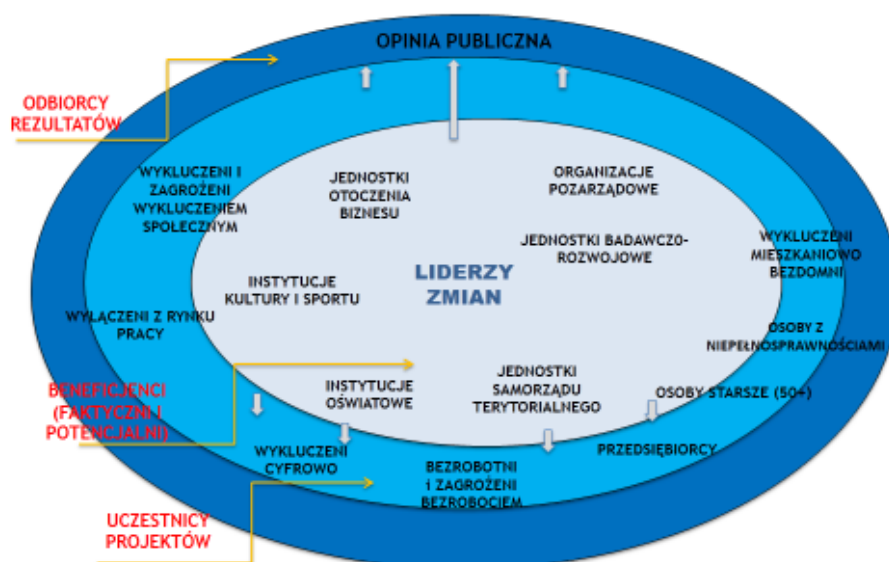 OPINIA PUBLICZNA
ODBIORCY
REZULTATÓW
WYKLUCZENI I
ZAGROŻENI
WYKLUCZENIEM
SPOŁECZNYM
JEDNOSTKI
OTOCZENIA
BIZNESU
ORGANIZACJE
POZARZĄDOWE
JEDNOSTKI BADAWCZO-
ROZWOJOWE
WYKLUCZENI
MIESZKANIOWO
BEZDOMNI
LIDERZY
ZMIAN
INSTYTUCJE
KULTURY I SPORTU
WYŁĄCZENI Z RYNKU
PRACY
OSOBY Z
NIEPEŁNOSPRAWNOŚCIAMI
BENEFICJENCI
(FAKTYCZNI I
POTENCJALNI)
INSTYTUCJE
OŚWIATOWE
JEDNOSTKI
SAMORZĄDU
TERYTORIALNEGO
OSOBY STARSZE (50+)
WYKLUCZENI
CYFROWO
PRZEDSIĘBIORCY
BEZROBOTNI
i ZAGROŻENI
BEZROBOCIEM
UCZESTNICY
PROJEKTÓW